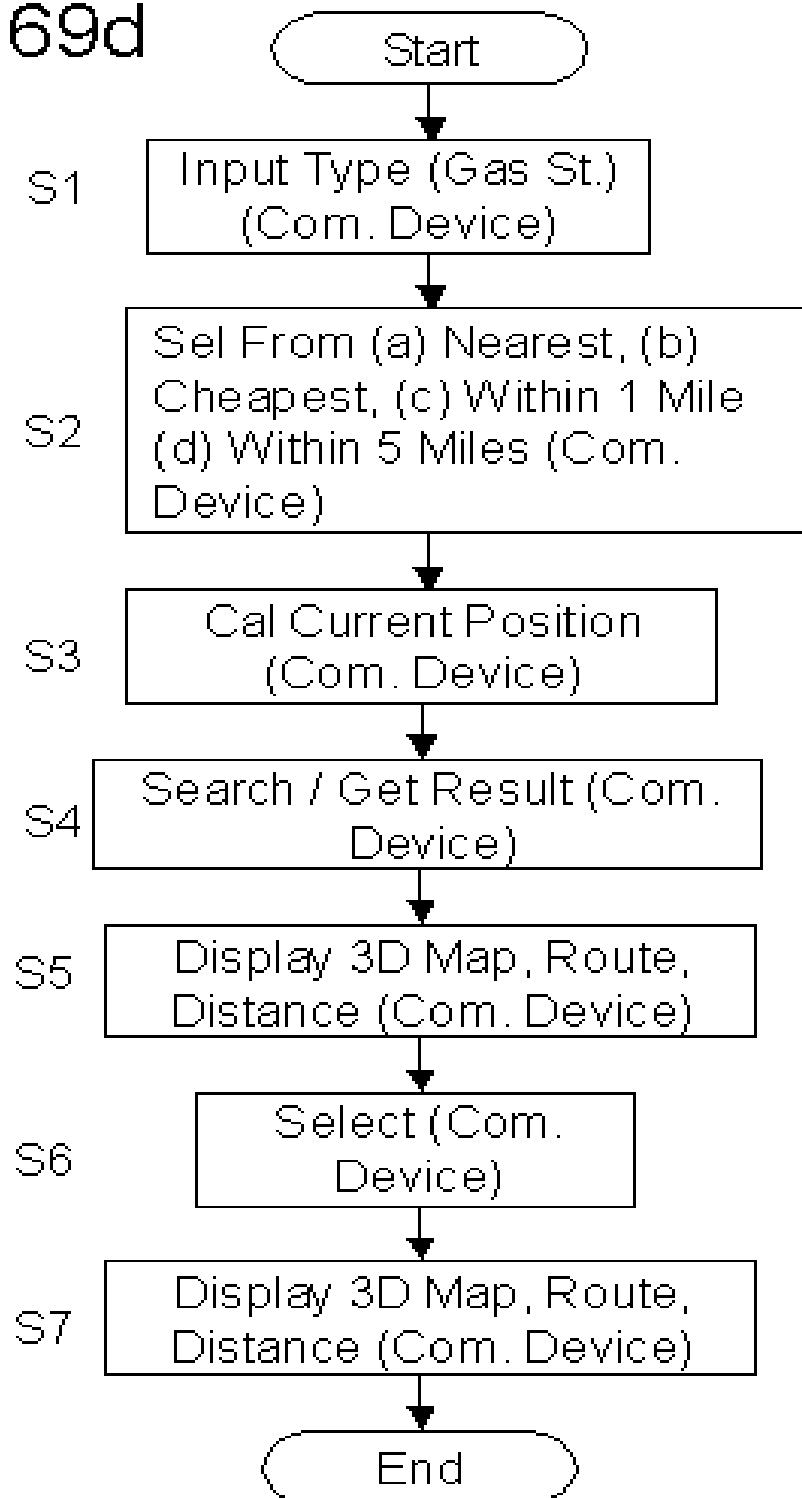 69d
Start
S1
Input Type (Gas St.)
(Com. Device)
S2
Sel From (a) Nearest, (b)
Cheapest, (c) Within 1 Mile
(d) Within 5 Miles (Com.
Device)
S3
Cal Current Position
(Com. Device)
S4
Search / Get Result (Com.
Device)
S5
Display 3D Map, Route,
Distance (Com. Device)
S6
Select (Com.
Device)
S7
Display 3D Map, Route,
Distance (Com. Device)
End